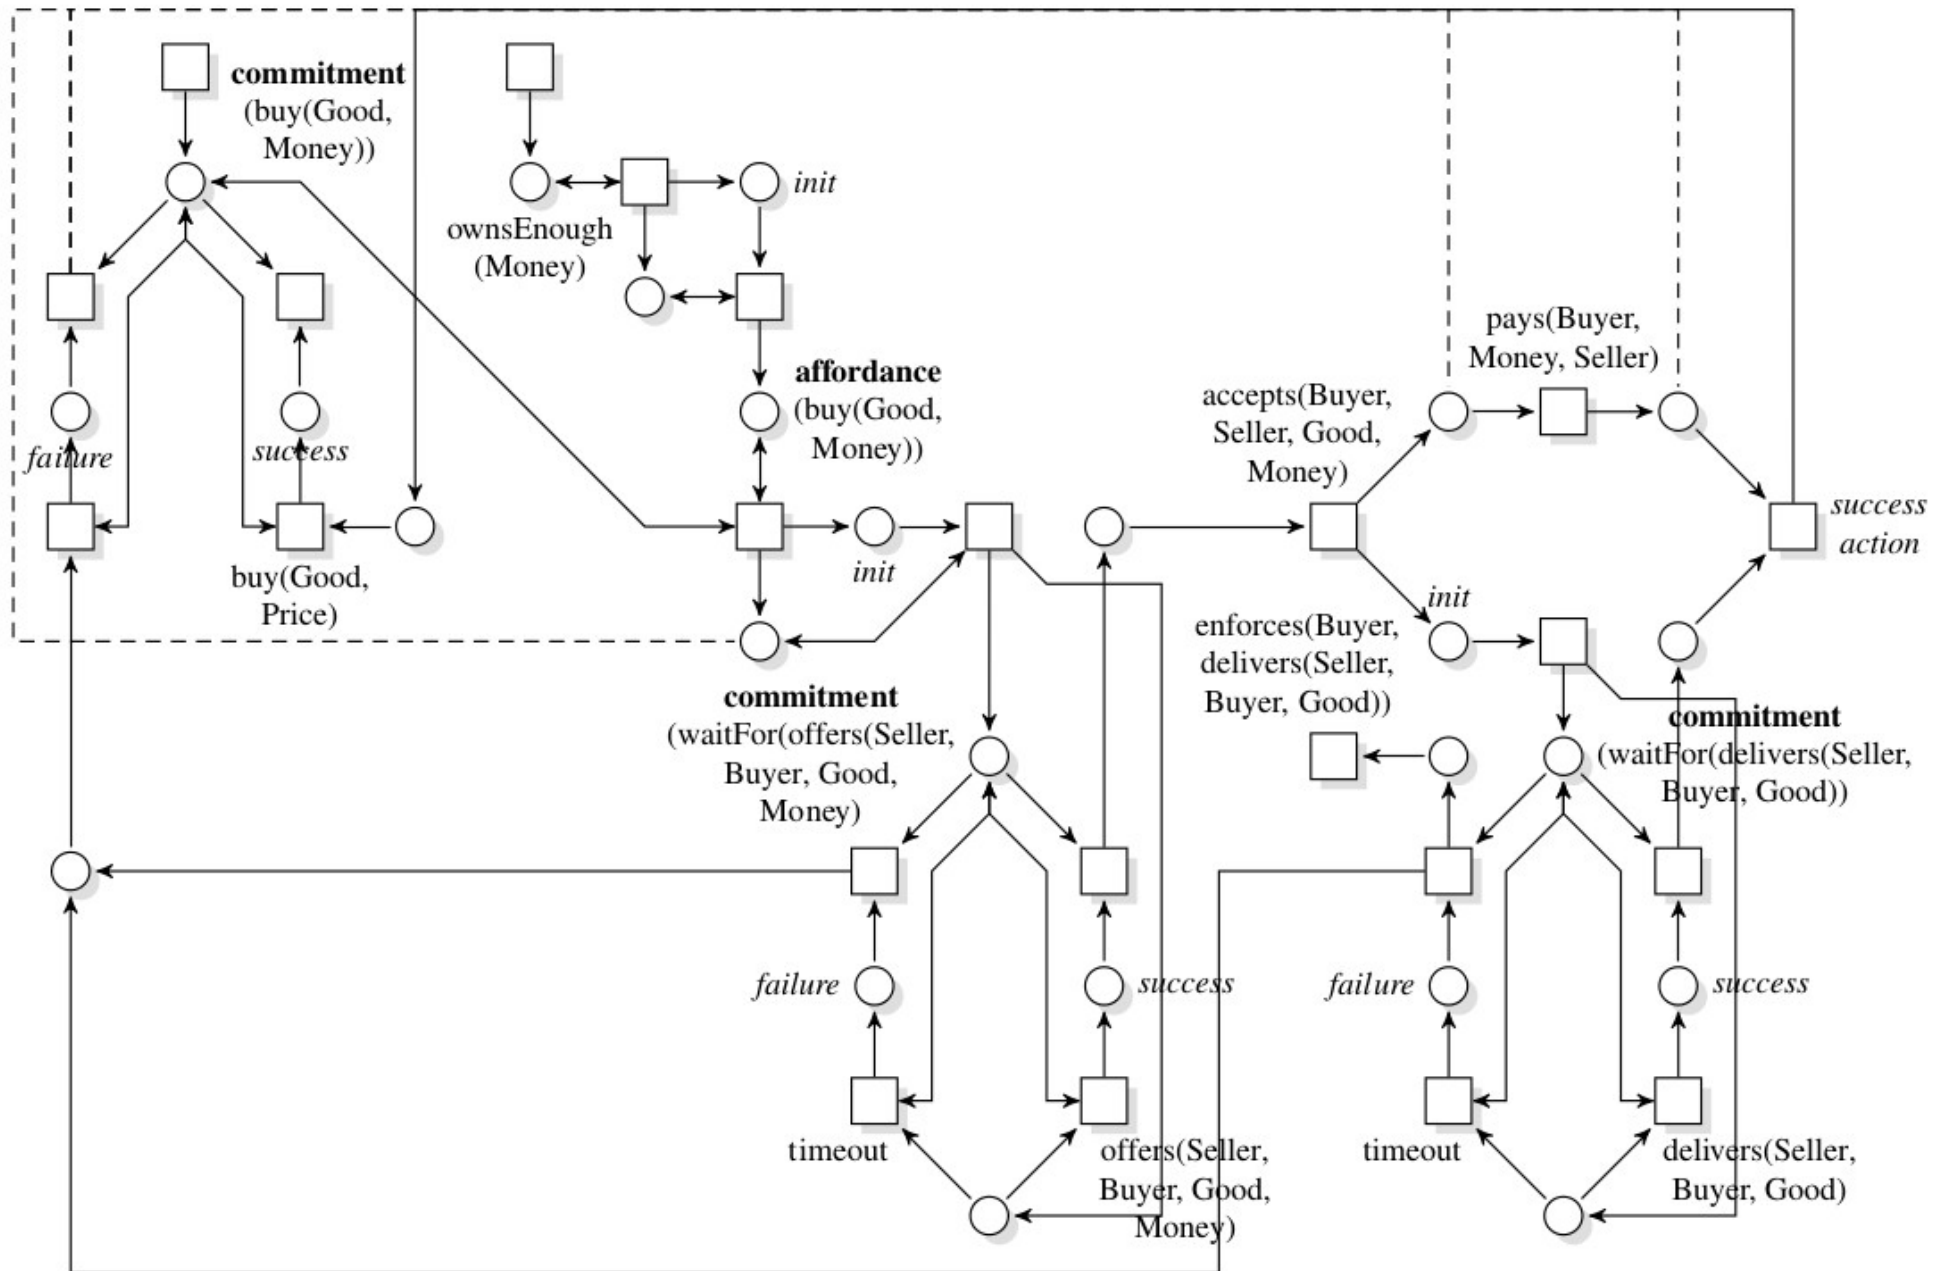 commitment
(buy(Good,
Money))
init
ownsEnough
(Money)
affordance
(buy(Good,
Money))
failure
success
buy(Good,
Price)
init
commitment
(waitFor(offers(Seller,
Buyer, Good,
Money)
failure
success
timeout
offers(Seller,
Buyer, Good,
Money)
accepts(Buyer,
Seller, Good,
Money)
pays(Buyer,
Money, Seller)
success
action
init
enforces(Buyer,
delivers(Seller,
Buyer, Good))
commitment
(waitFor(delivers(Seller,
Buyer, Good))
failure
success
timeout
delivers(Seller,
Buyer, Good)